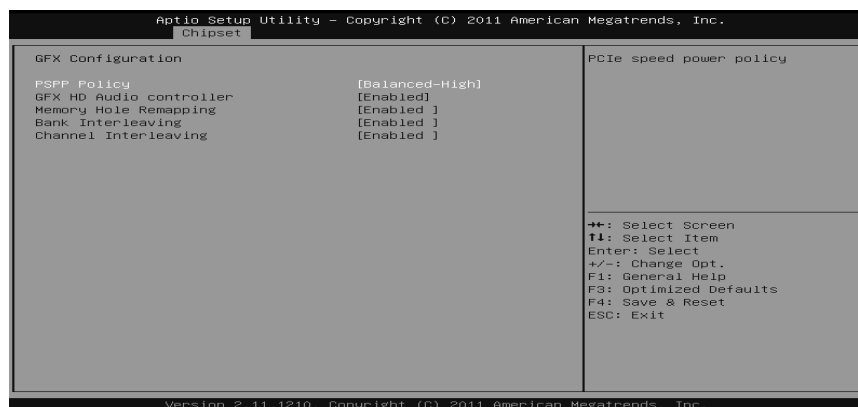 Aptio Setup Utility – Copyright (C) 2011 American Megatrends, Inc.
Chipset
GFX Configuration
PSPP Policy [Balanced-High]
GFX HD Audio controller [Enabled]
Memory Hole Remapping [Enabled ]
Bank Interleaving [Enabled ]
Channel Interleaving [Enabled ]
PCIe speed power policy
→←: Select Screen
↑↓: Select Item
Enter: Select
+/-: Change Opt.
F1: General Help
F3: Optimized Defaults
F4: Save & Reset
ESC: Exit
Version 2.11.1210. Copyright (C) 2011 American Megatrends, Inc.